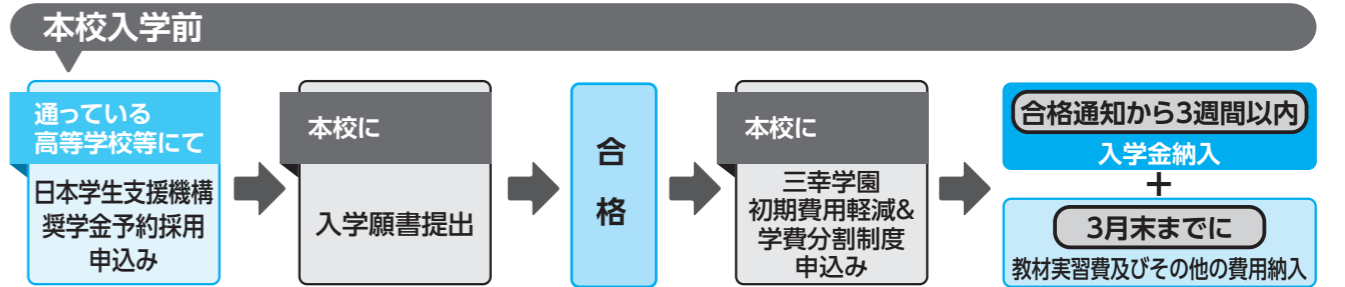 本校入学前
通っている
高等学校等にて
日本学生支援機構
奨学金予約採用
申込み
本校に
入学願書提出
合
格
本校に
三幸学園
初期費用軽減&
学費分割制度
申込み
合格通知から3週間以内
入学金納入
+
3月末までに
教材実習費及びその他の費用納入